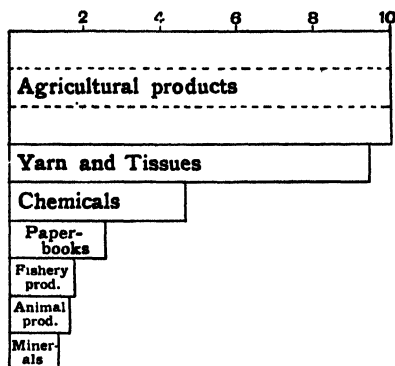 2 4 6 8 10
Agricultural products
Yarn and Tissues
Chemicals
Paper-
books
Fishery
prod.
Animal
prod.
Miner-
als